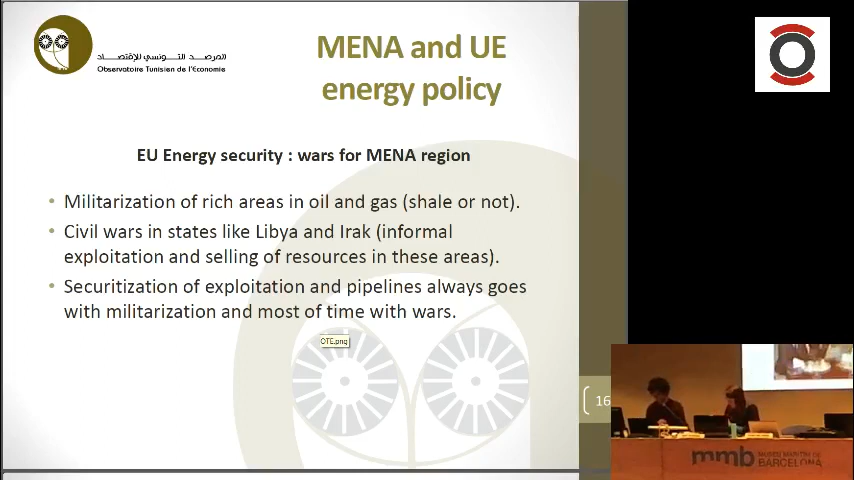 المرصد التونسي للإقتصاد
Observatoire Tunisien de l'Economie
MENA and UE
energy policy
EU Energy security : wars for MENA region
• Militarization of rich areas in oil and gas (shale or not).
• Civil wars in states like Libya and Irak (informal
exploitation and selling of resources in these areas).
• Securitization of exploitation and pipelines always goes
with militarization and most of time with wars.
OTE.png
16
mmb MUSEU MARÍTIM DE
BARCELONA